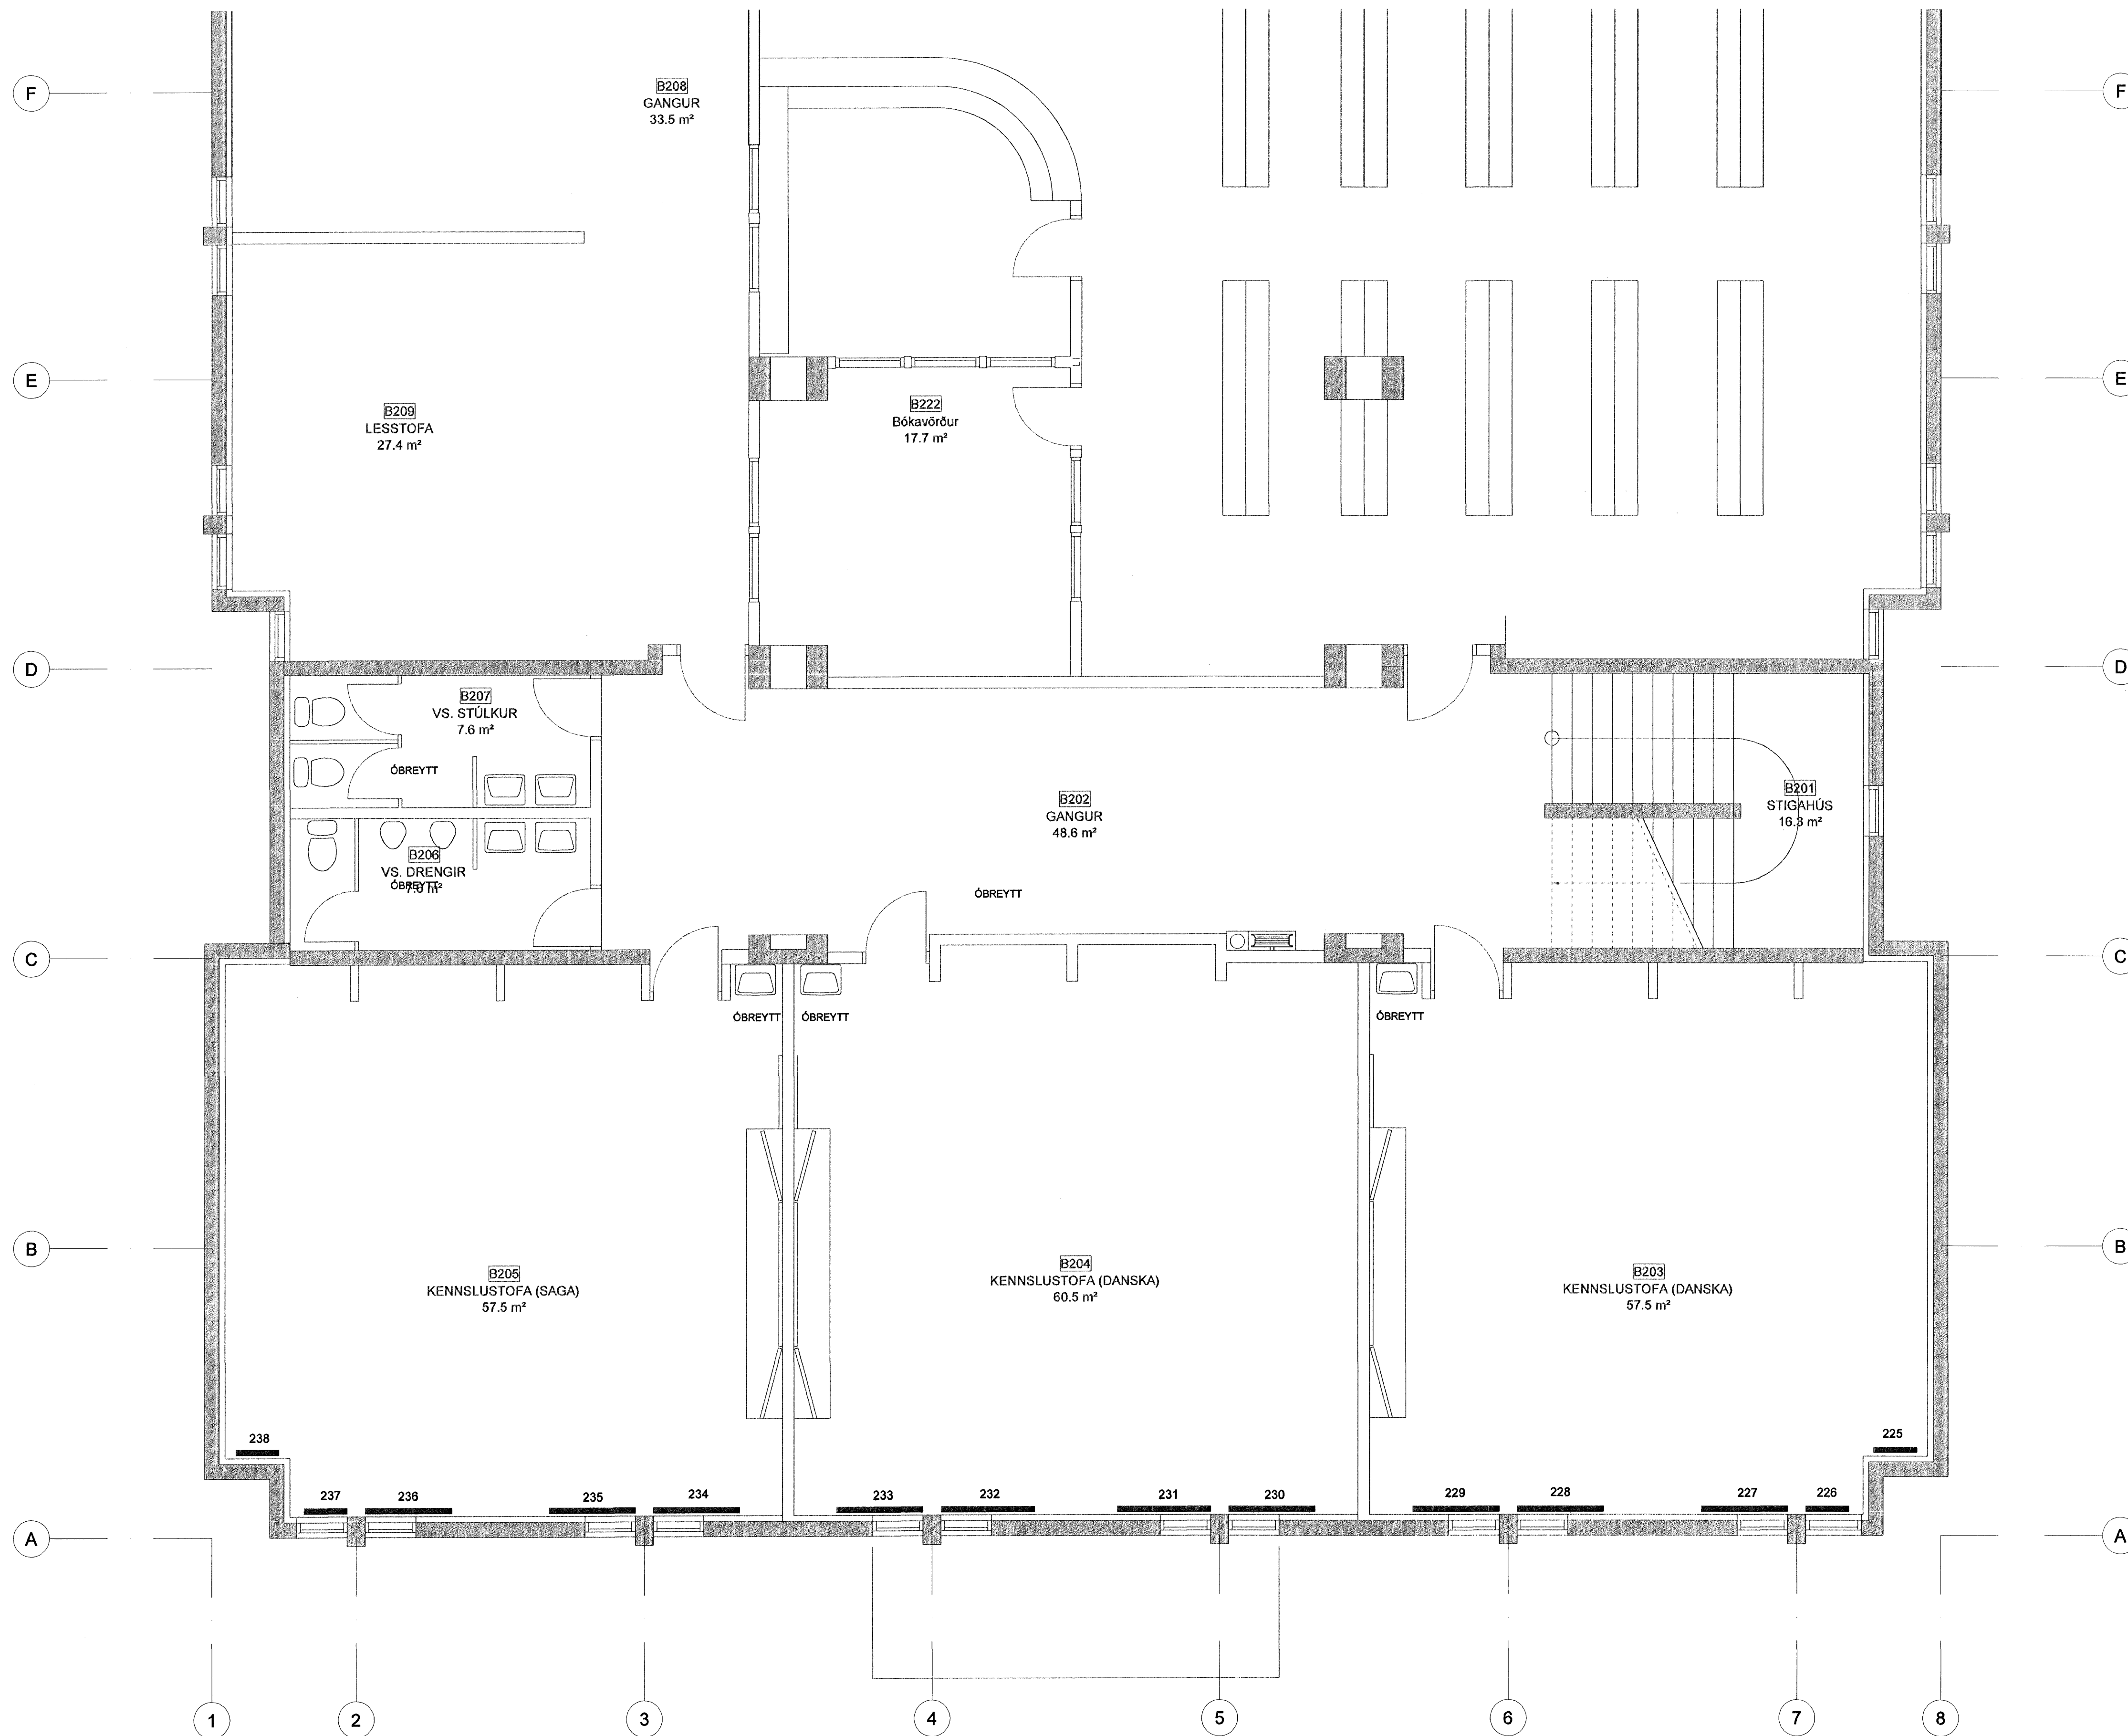 F
B208
GANGUR
33.5 m²
F
E
E
B209
LESSTOFA
27.4 m²
B222
Bókavörður
17.7 m²
D
D
B207
VS. STÚLKUR
7.6 m²
ÓBREYTT
B202
GANGUR
48.6 m²
B201
STIGAHÚS
16.3 m²
B206
VS. DRENGIR
ÓBREYTT
ÓBREYTT
C
C
ÓBREYTT
ÓBREYTT
ÓBREYTT
B
B
B205
KENNSLUSTOFA (SAGA)
57.5 m²
B204
KENNSLUSTOFA (DANSKA)
60.5 m²
B203
KENNSLUSTOFA (DANSKA)
57.5 m²
238
225
237
236
235
234
233
232
231
230
229
228
227
226
A
A
1
2
3
4
5
6
7
8